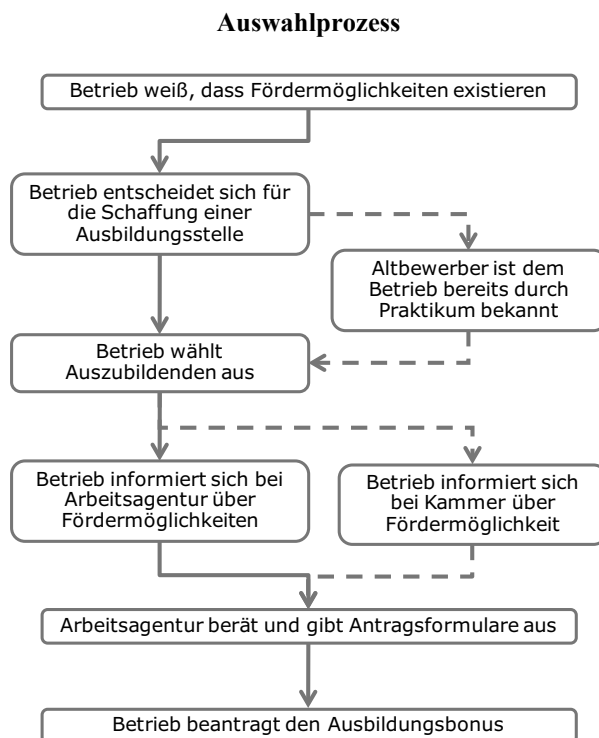 Auswahlprozess
Betrieb weiß, dass Fördermöglichkeiten existieren
Betrieb entscheidet sich für
die Schaffung einer
Ausbildungsstelle
Altbewerber ist dem
Betrieb bereits durch
Praktikum bekannt
Betrieb wählt
Auszubildenden aus
Betrieb informiert sich bei
Arbeitsagentur über
Fördermöglichkeiten
Betrieb informiert sich
bei Kammer über
Fördermöglichkeit
Arbeitsagentur berät und gibt Antragsformulare aus
Betrieb beantragt den Ausbildungsbonus